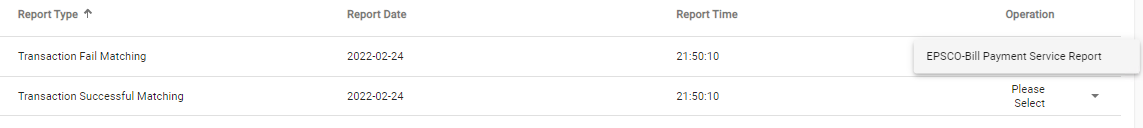 Report Type ↑ Report Date Report Time Operation
Transaction Fail Matching 2022-02-24 21:50:10 EPSCO-Bill Payment Service Report
Transaction Successful Matching 2022-02-24 21:50:10 Please
Select